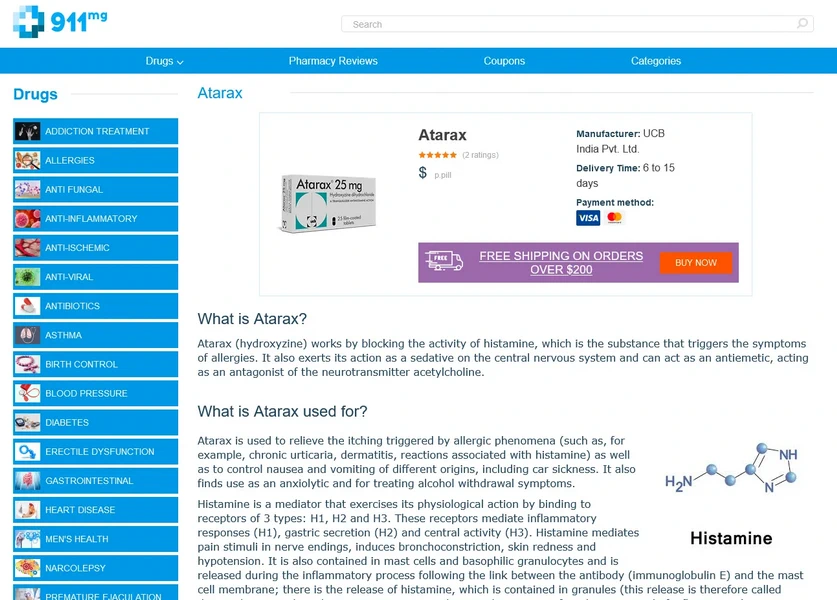 911mg
Search
Drugs
Pharmacy Reviews
Coupons
Categories
Drugs
ADDICTION TREATMENT
ALLERGIES
ANTI FUNGAL
ANTI-INFLAMMATORY
ANTI-ISCHEMIC
ANTI-VIRAL
ANTIBIOTICS
ASTHMA
BIRTH CONTROL
BLOOD PRESSURE
DIABETES
ERECTILE DYSFUNCTION
GASTROINTESTINAL
HEART DISEASE
MEN'S HEALTH
NARCOLEPSY
PREMATURE EJACULATION
Atarax
Atarax® 25 mg
Hydroxyzine dihydrochloride
25 film-coated
tablets
Atarax
(2 ratings)
$ p.pill
Manufacturer: UCB
India Pvt. Ltd.
Delivery Time: 6 to 15
days
Payment method:
VISA
FREE
FREE SHIPPING ON ORDERS
OVER $200
BUY NOW
What is Atarax?
Atarax (hydroxyzine) works by blocking the activity of histamine, which is the substance that triggers the symptoms
of allergies. It also exerts its action as a sedative on the central nervous system and can act as an antiemetic, acting
as an antagonist of the neurotransmitter acetylcholine.
What is Atarax used for?
Atarax is used to relieve the itching triggered by allergic phenomena (such as, for
example, chronic urticaria, dermatitis, reactions associated with histamine) as well
as to control nausea and vomiting of different origins, including car sickness. It also
finds use as an anxiolytic and for treating alcohol withdrawal symptoms.
H2N
NH
N
Histamine
Histamine is a mediator that exercises its physiological action by binding to
receptors of 3 types: H1, H2 and H3. These receptors mediate inflammatory
responses (H1), gastric secretion (H2) and central activity (H3). Histamine mediates
pain stimuli in nerve endings, induces bronchoconstriction, skin redness and
hypotension. It is also contained in mast cells and basophilic granulocytes and is
released during the inflammatory process following the link between the antibody (immunoglobulin E) and the mast
cell membrane; there is the release of histamine, which is contained in granules (this release is therefore called